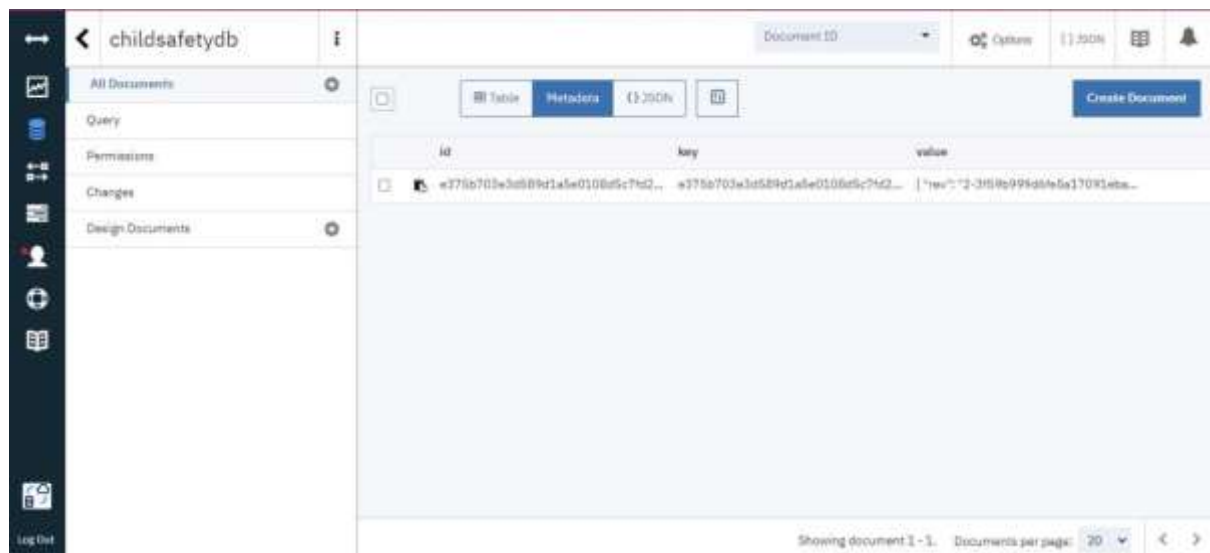 childsafetydb
Document ID
Options
{ } JSON
All Documents
Query
Permissions
Changes
Design Documents
Table
Metadata
{ } JSON
Create Document
id key value
Showing document 1 - 1. Documents per page: 20
Log Out